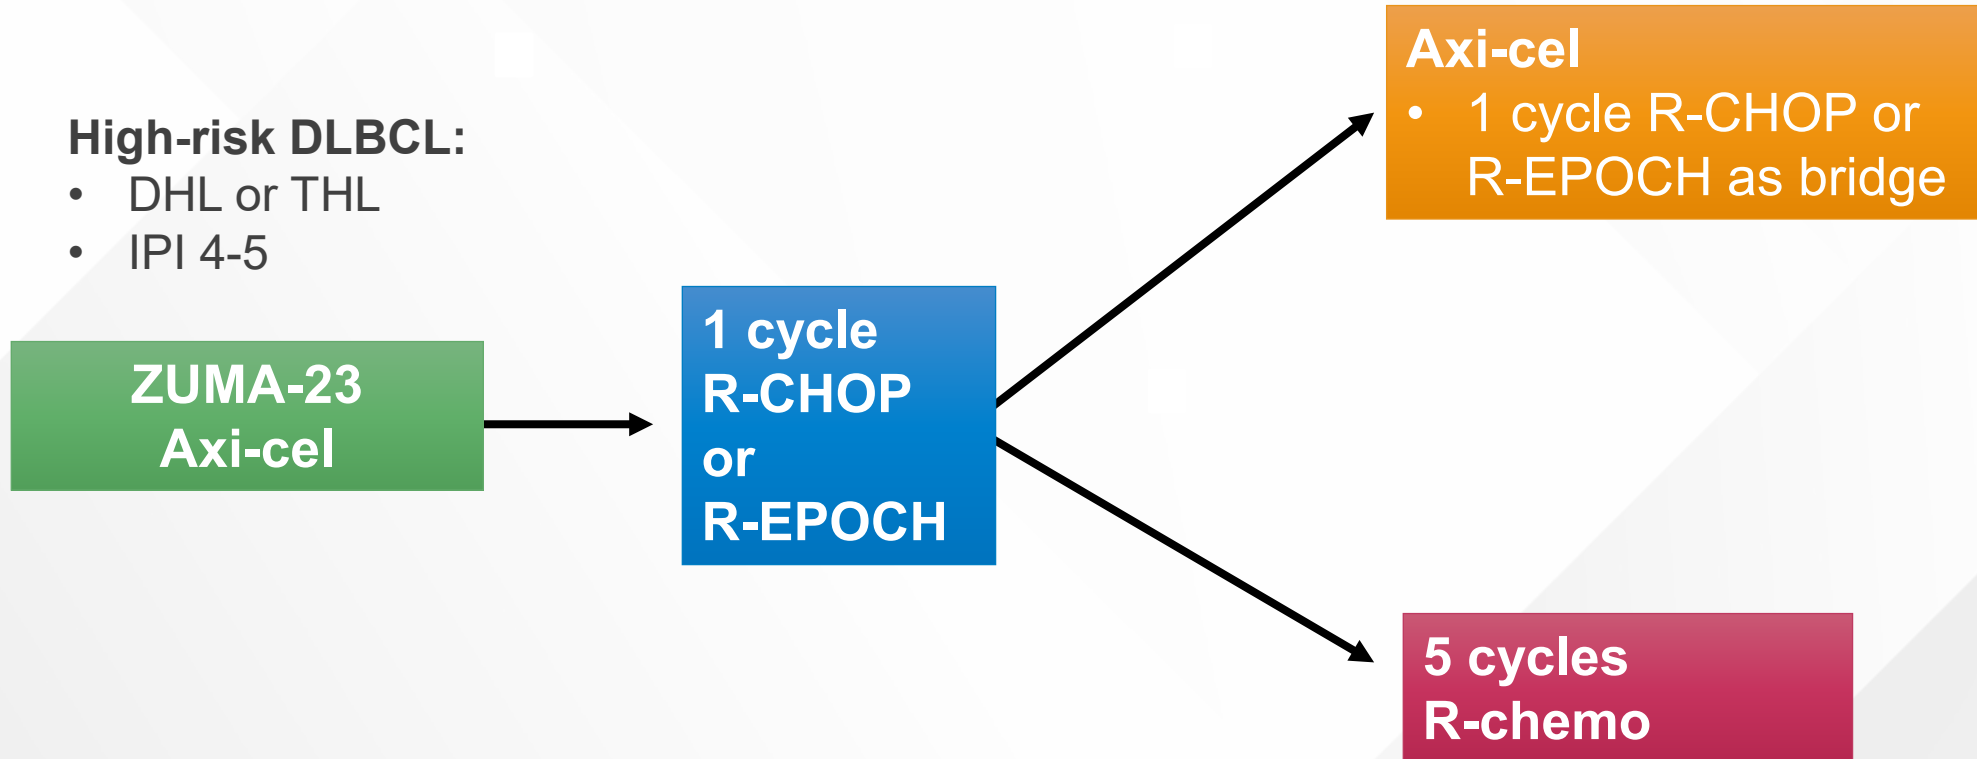 High-risk DLBCL:
• DHL or THL
• IPI 4-5
ZUMA-23
Axi-cel
1 cycle
R-CHOP
or
R-EPOCH
Axi-cel
• 1 cycle R-CHOP or
R-EPOCH as bridge
5 cycles
R-chemo